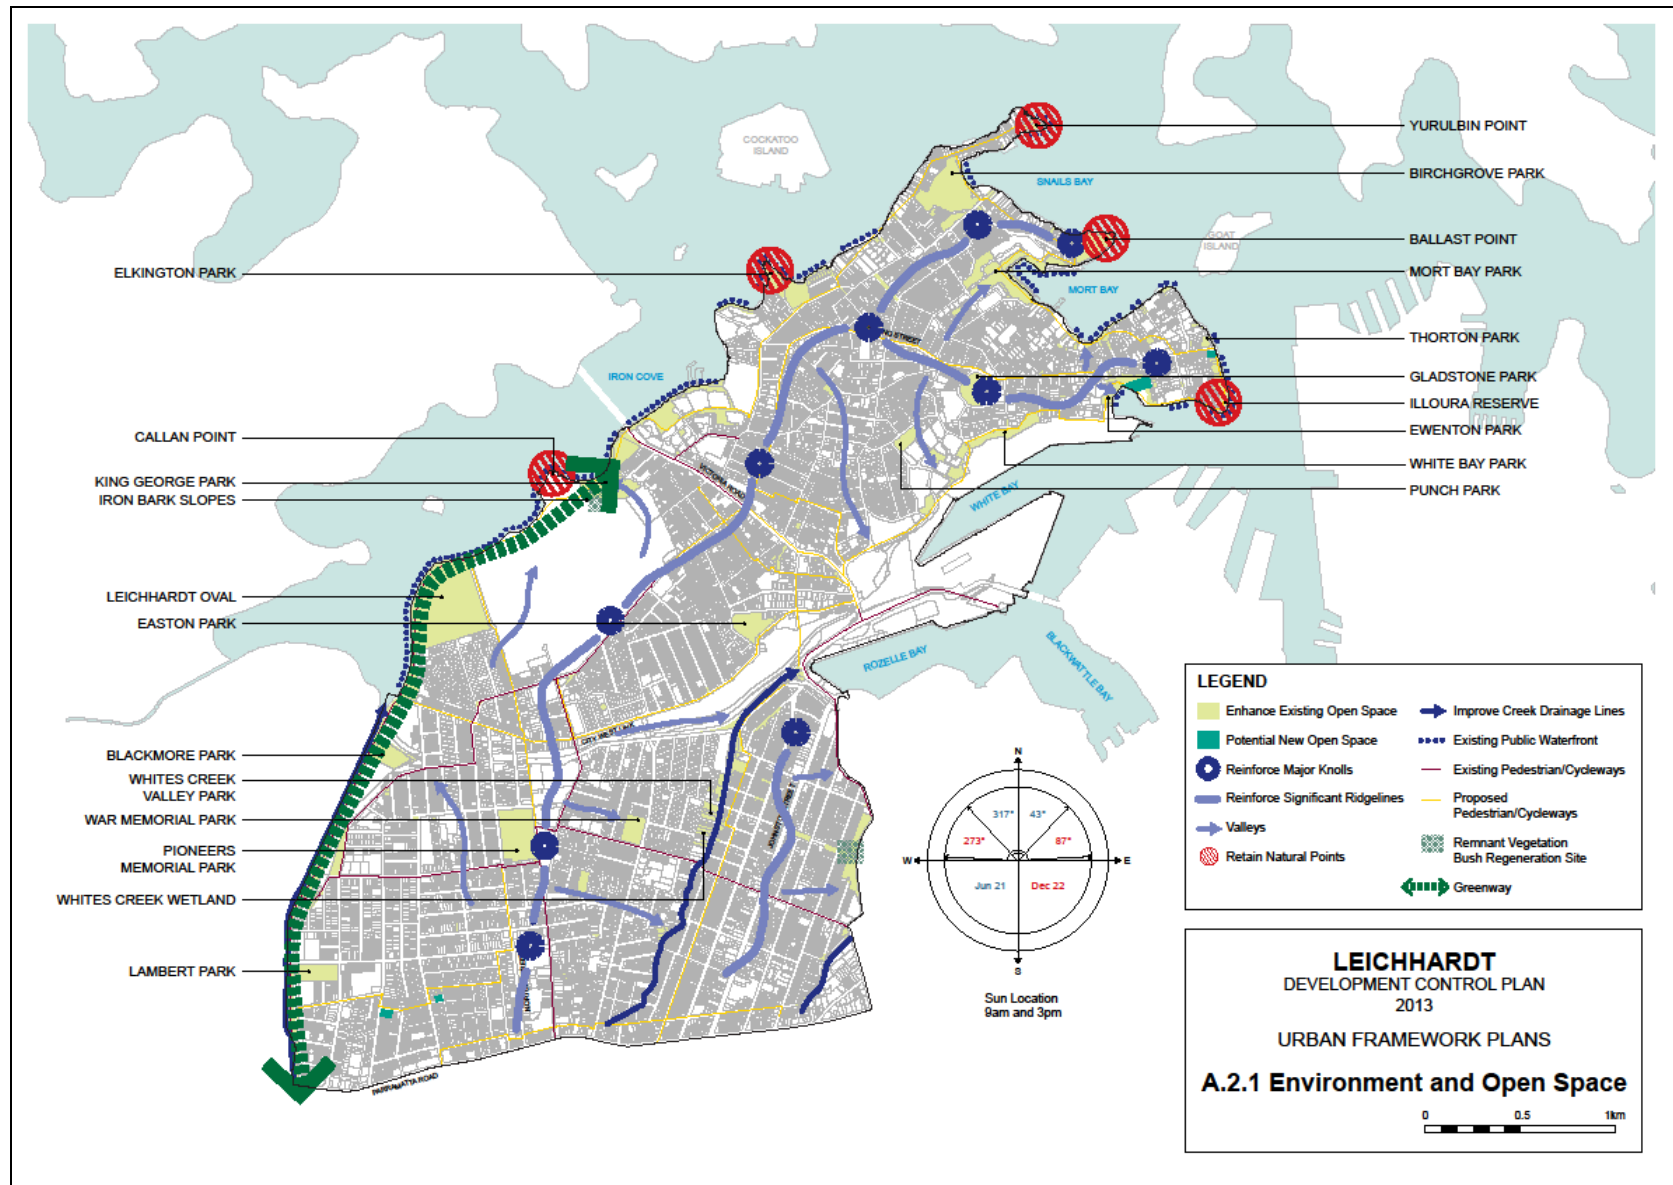 COCKATOO
ISLAND
SNAILS BAY
GOAT
ISLAND
MORT BAY
IRON COVE
VICTORIA ROAD
WHITE BAY
ROZELLE BAY
BLACKWATTLE BAY
CITY WEST LINK
PARRAMATTA ROAD
ELKINGTON PARK
CALLAN POINT
KING GEORGE PARK
IRON BARK SLOPES
LEICHHARDT OVAL
EASTON PARK
BLACKMORE PARK
WHITES CREEK
VALLEY PARK
WAR MEMORIAL PARK
PIONEERS
MEMORIAL PARK
WHITES CREEK WETLAND
LAMBERT PARK
YURULBIN POINT
BIRCHGROVE PARK
BALLAST POINT
MORT BAY PARK
THORTON PARK
GLADSTONE PARK
ILLOURA RESERVE
EWENTON PARK
WHITE BAY PARK
PUNCH PARK
N
317° 43°
273° 87°
W E
Jun 21 Dec 22
S
Sun Location
9am and 3pm
LEGEND
Enhance Existing Open Space
Potential New Open Space
Reinforce Major Knolls
Reinforce Significant Ridgelines
Valleys
Retain Natural Points
Improve Creek Drainage Lines
Existing Public Waterfront
Existing Pedestrian/Cycleways
Proposed
Pedestrian/Cycleways
Remnant Vegetation
Bush Regeneration Site
Greenway
LEICHHARDT
DEVELOPMENT CONTROL PLAN
2013
URBAN FRAMEWORK PLANS
A.2.1 Environment and Open Space
0 0.5 1km